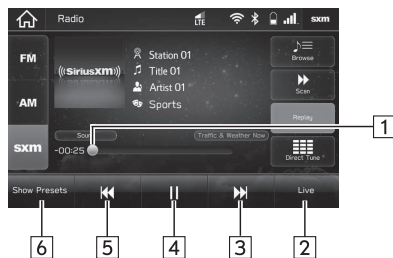 Radio
LTE
sxm
FM
AM
sxm
((SiriusXM))
Station 01
Title 01
Artist 01
Sports
Browse
Scan
Replay
Direct Tune
Traffic & Weather Now
-00:25
Show Presets
Live
1
6
5
4
3
2